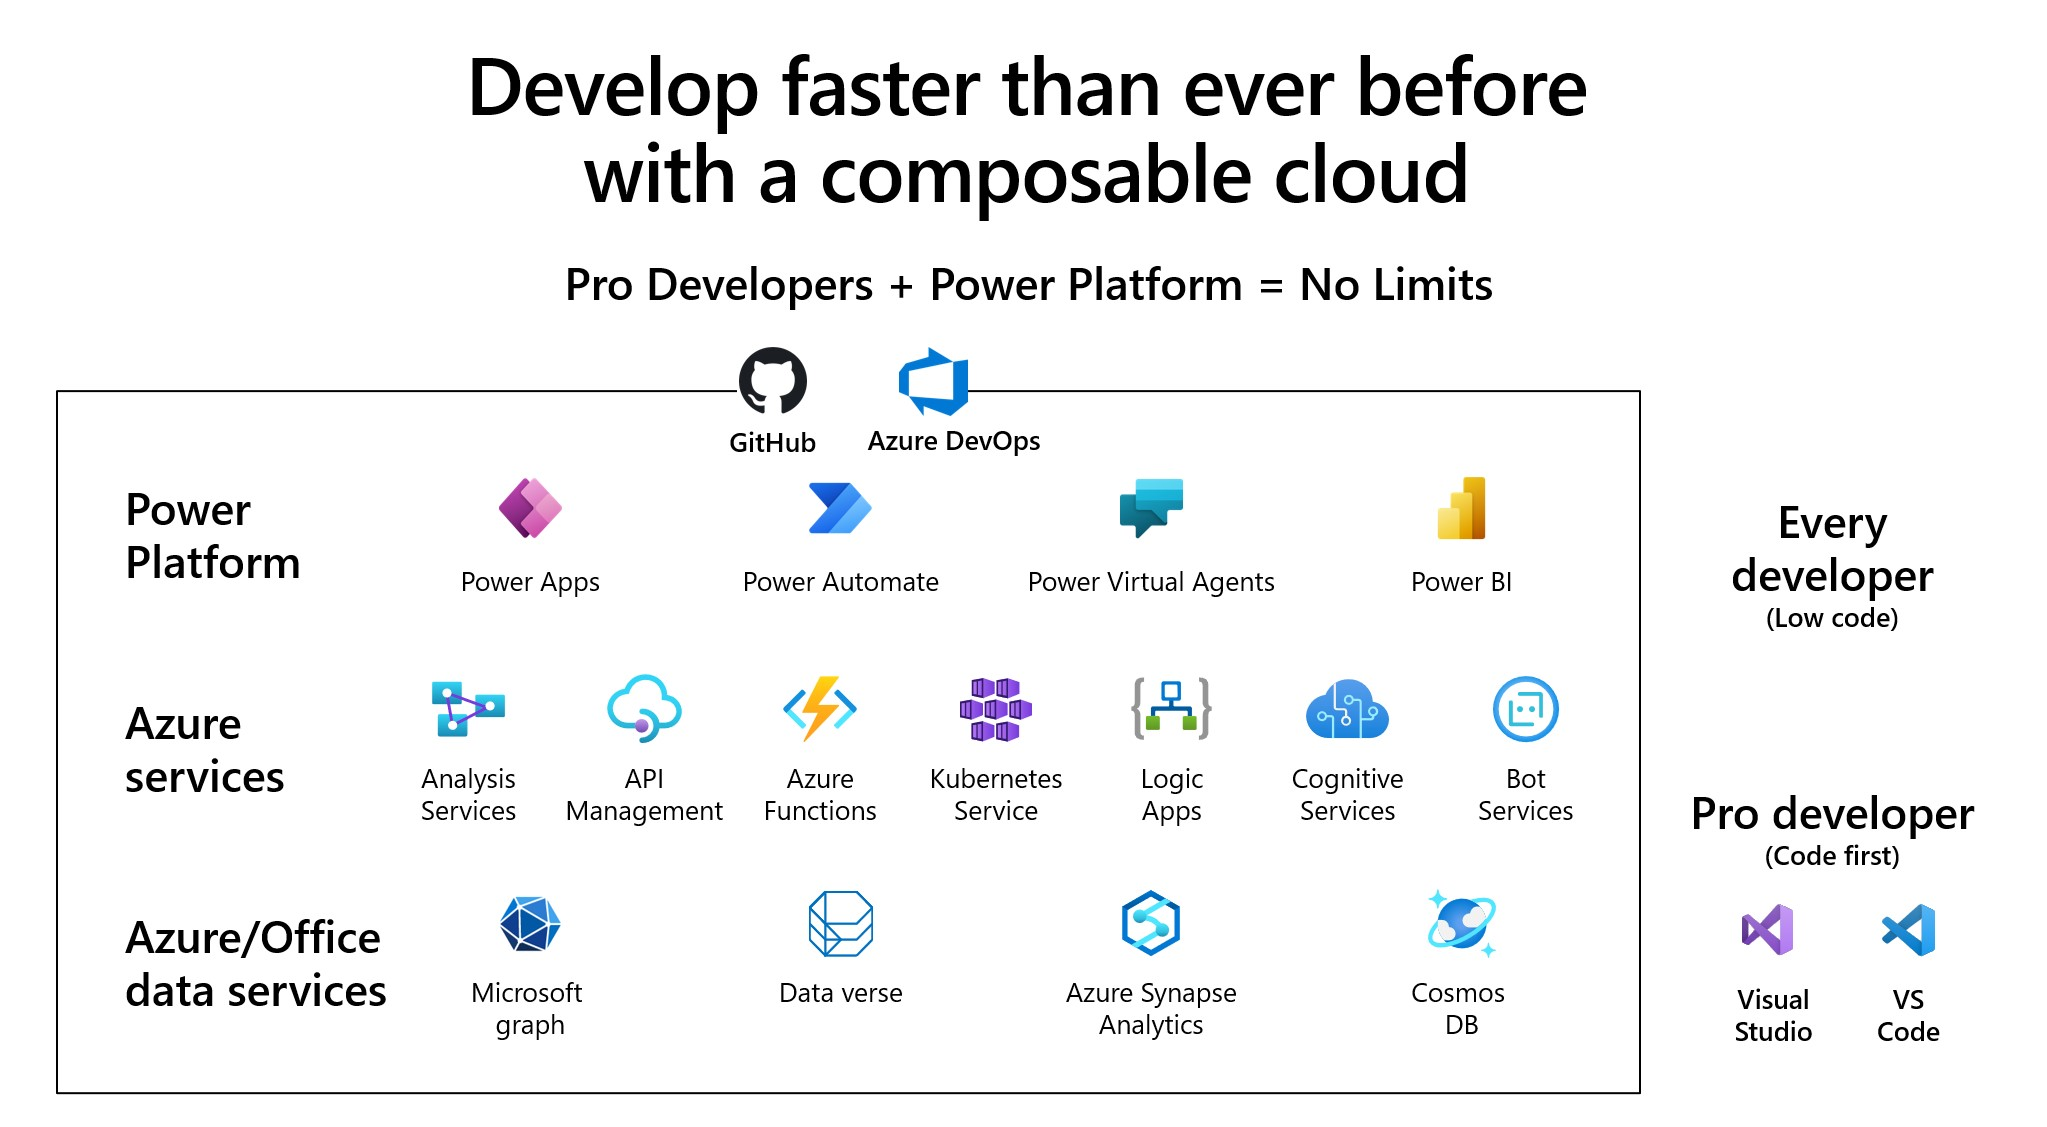 Develop faster than ever before
with a composable cloud
Pro Developers + Power Platform = No Limits
GitHub
Azure DevOps
Power
Platform
Power Apps
Power Automate
Power Virtual Agents
Power BI
Every
developer
(Low code)
Azure
services
Analysis
Services
API
Management
Azure
Functions
Kubernetes
Service
Logic
Apps
Cognitive
Services
Bot
Services
Pro developer
(Code first)
Azure/Office
data services
Microsoft
graph
Data verse
Azure Synapse
Analytics
Cosmos
DB
Visual
Studio
VS
Code